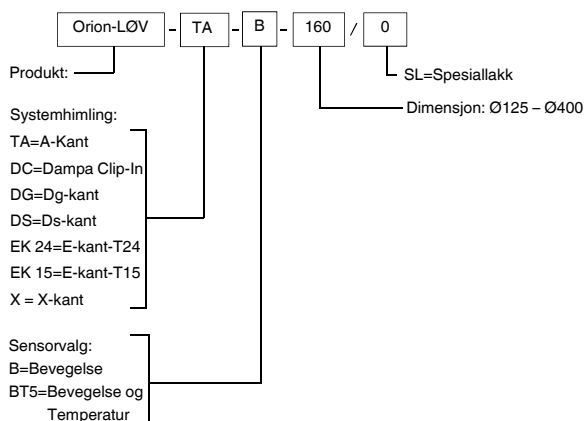 Orion-LØV - TA - B - 160 / 0
Produkt:
SL=Spesiallakk
Dimensjon: Ø125 – Ø400
Systemhimling:
TA=A-Kant
DC=Dampa Clip-In
DG=Dg-kant
DS=Ds-kant
EK 24=E-kant-T24
EK 15=E-kant-T15
X = X-kant
Sensorvalg:
B=Bevegelse
BT5=Bevegelse og
Temperatur